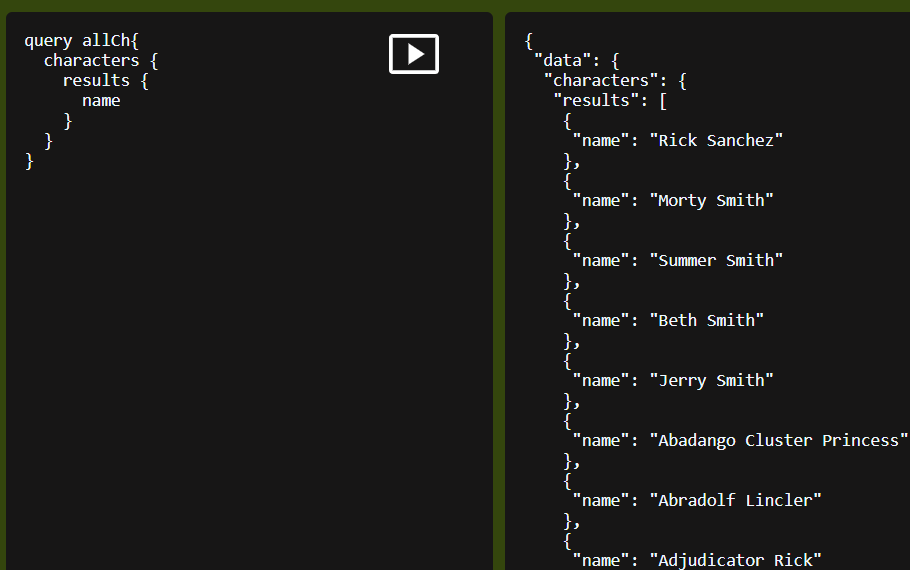 query allCh{
  characters {
    results {
      name
    }
  }
}
{
 "data": {
  "characters": {
   "results": [
    {
     "name": "Rick Sanchez"
    },
    {
     "name": "Morty Smith"
    },
    {
     "name": "Summer Smith"
    },
    {
     "name": "Beth Smith"
    },
    {
     "name": "Jerry Smith"
    },
    {
     "name": "Abadango Cluster Princess"
    },
    {
     "name": "Abradolf Lincler"
    },
    {
     "name": "Adjudicator Rick"